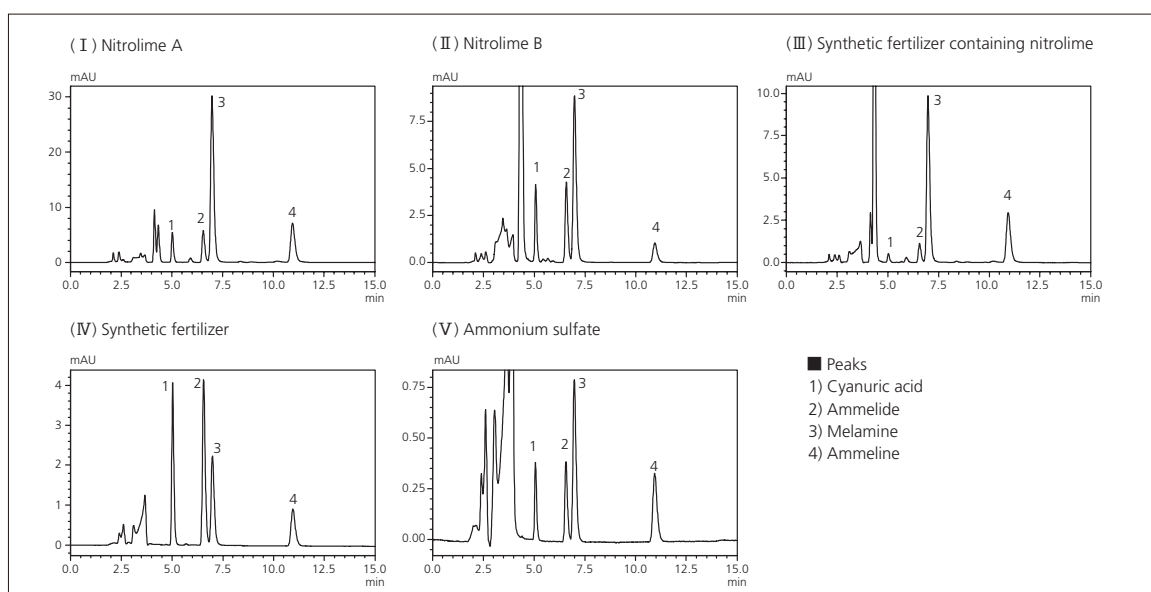 (Ⅰ) Nitrolime A
mAU
30
20
10
0
1
2
3
4
0.0 2.5 5.0 7.5 10.0 12.5 15.0
min
(Ⅱ) Nitrolime B
mAU
7.5
5.0
2.5
0.0
1
2
3
4
0.0 2.5 5.0 7.5 10.0 12.5 15.0
min
(Ⅲ) Synthetic fertilizer containing nitrolime
mAU
10.0
7.5
5.0
2.5
0.0
1
2
3
4
0.0 2.5 5.0 7.5 10.0 12.5 15.0
min
(Ⅳ) Synthetic fertilizer
mAU
4
3
2
1
0
1
2
3
4
0.0 2.5 5.0 7.5 10.0 12.5 15.0
min
(Ⅴ) Ammonium sulfate
mAU
0.75
0.50
0.25
0.00
1
2
3
4
0.0 2.5 5.0 7.5 10.0 12.5 15.0
min
■ Peaks
1) Cyanuric acid
2) Ammelide
3) Melamine
4) Ammeline